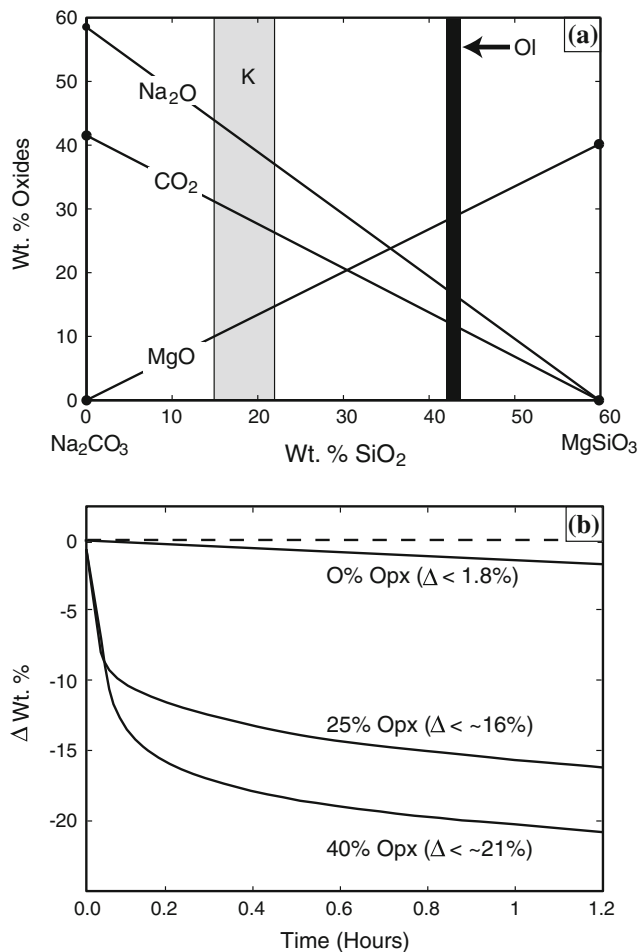 60
(a)
K
Ol
50
Na₂O
40
CO₂
30
Wt. % Oxides
20
10
MgO
0
0 10 20 30 40 50 60
Na₂CO₃ Wt. % SiO₂ MgSiO₃
(b)
0
O% Opx (Δ < 1.8%)
-5
-10
Δ Wt. %
25% Opx (Δ < ~16%)
-15
-20
40% Opx (Δ < ~21%)
0.0 0.2 0.4 0.6 0.8 1 1.2
Time (Hours)